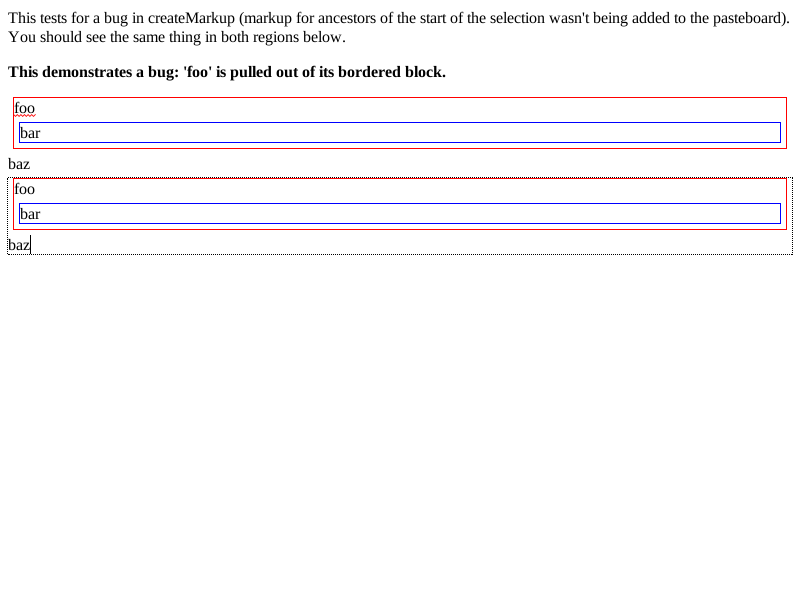 This tests for a bug in createMarkup (markup for ancestors of the start of the selection wasn't being added to the pasteboard).
You should see the same thing in both regions below.
This demonstrates a bug: 'foo' is pulled out of its bordered block.
foo
bar
baz
foo
bar
baz